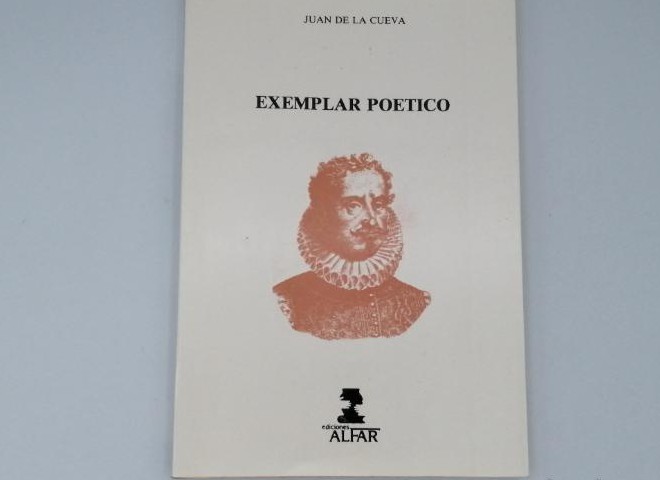 JUAN DE LA CUEVA
EXEMPLAR POETICO
ediciones
ALFAR